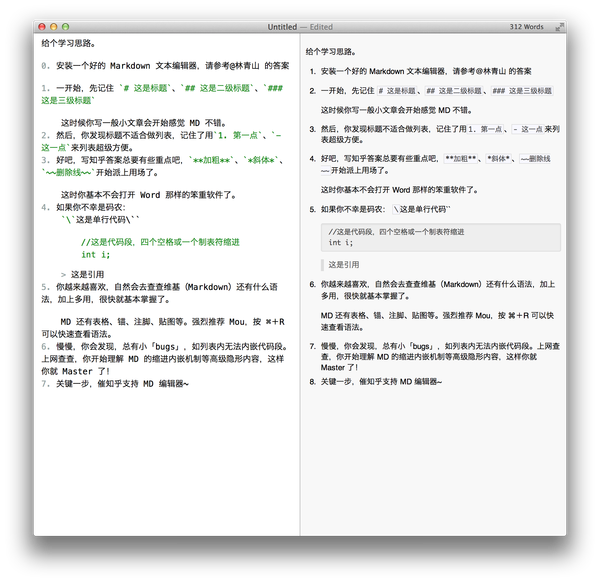 Untitled — Edited
312 Words
给个学习思路。
0. 安装一个好的 Markdown 文本编辑器，请参考@林青山 的答案
1. 一开始，先记住 `# 这是标题`、`## 这是二级标题`、`###
这是三级标题`
这时候你写一般小文章会开始感觉 MD 不错。
2. 然后，你发现标题不适合做列表，记住了用`1. 第一点`、`-
这一点`来列表超级方便。
3. 好吧，写知乎答案总要有些重点吧，`**加粗**`、`*斜体*`、
`~~删除线~~`开始派上用场了。
这时你基本不会打开 Word 那样的笨重软件了。
4. 如果你不幸是码农：
`\`这是单行代码\``
//这是代码段，四个空格或一个制表符缩进
int i;
> 这是引用
5. 你越来越喜欢，自然会去查查维基（Markdown）还有什么语
法，加上多用，很快就基本掌握了。
MD 还有表格、锚、注脚、贴图等。强烈推荐 Mou，按 ⌘+R
可以快速查看语法。
6. 慢慢，你会发现，总有小「bugs」，如列表内无法内嵌代码段。
上网查查，你开始理解 MD 的缩进内嵌机制等高级隐形内容，这样
你就 Master 了！
7. 关键一步，催知乎支持 MD 编辑器~
给个学习思路。
1. 安装一个好的 Markdown 文本编辑器，请参考@林青山 的答案
2. 一开始，先记住 # 这是标题、## 这是二级标题、### 这是三级标题
这时候你写一般小文章会开始感觉 MD 不错。
3. 然后，你发现标题不适合做列表，记住了用 1. 第一点、- 这一点 来列
表超级方便。
4. 好吧，写知乎答案总要有些重点吧，**加粗**、*斜体*、~~删除线
~~ 开始派上用场了。
这时你基本不会打开 Word 那样的笨重软件了。
5. 如果你不幸是码农： \这是单行代码``
//这是代码段，四个空格或一个制表符缩进
int i;
这是引用
6. 你越来越喜欢，自然会去查查维基（Markdown）还有什么语法，加上多
用，很快就基本掌握了。
MD 还有表格、锚、注脚、贴图等。强烈推荐 Mou，按 ⌘+R 可以快
速查看语法。
7. 慢慢，你会发现，总有小「bugs」，如列表内无法内嵌代码段。上网查
查，你开始理解 MD 的缩进内嵌机制等高级隐形内容，这样你就
Master 了！
8. 关键一步，催知乎支持 MD 编辑器~